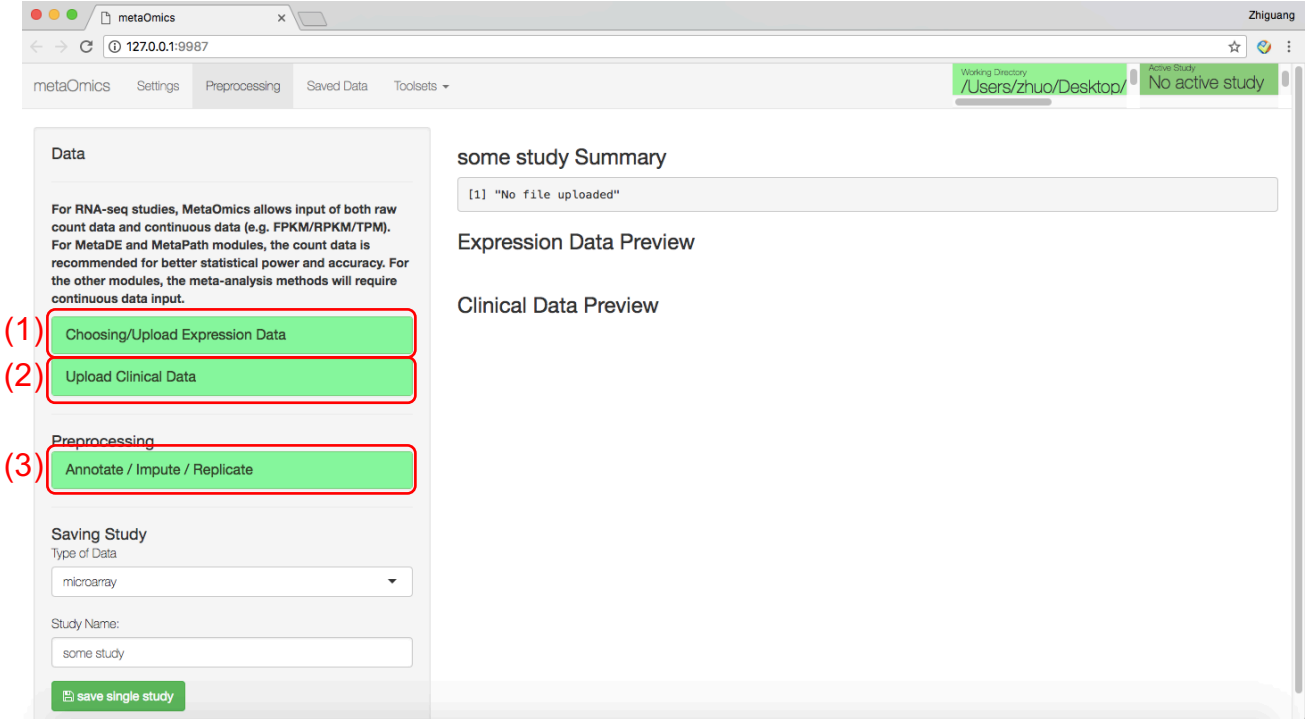 metaOmics
Zhiguang
127.0.0.1:9987
metaOmics Settings Preprocessing Saved Data Toolsets
Working Directory
/Users/zhuo/Desktop/
Active Study
No active study
Data
For RNA-seq studies, MetaOmics allows input of both raw
count data and continuous data (e.g. FPKM/RPKM/TPM).
For MetaDE and MetaPath modules, the count data is
recommended for better statistical power and accuracy. For
the other modules, the meta-analysis methods will require
continuous data input.
(1) Choosing/Upload Expression Data
(2) Upload Clinical Data
Preprocessing
(3) Annotate / Impute / Replicate
Saving Study
Type of Data
microarray
Study Name:
some study
save single study
some study Summary
[1] "No file uploaded"
Expression Data Preview
Clinical Data Preview